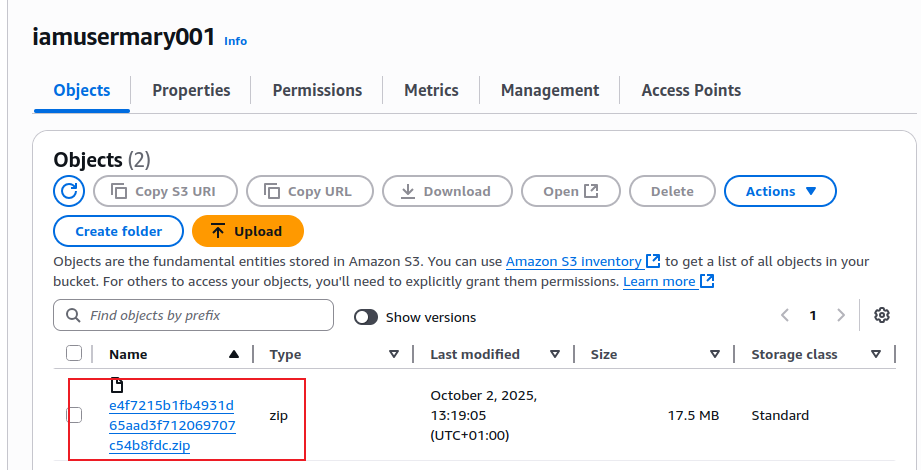 iamusermary001 Info
Objects Properties Permissions Metrics Management Access Points
Objects (2)
Copy S3 URI Copy URL Download Open Delete Actions
Create folder Upload
Objects are the fundamental entities stored in Amazon S3. You can use Amazon S3 inventory to get a list of all objects in your
bucket. For others to access your objects, you'll need to explicitly grant them permissions. Learn more
Find objects by prefix Show versions 1
Name Type Last modified Size Storage class
e4f7215b1fb4931d
65aad3f712069707
c54b8fdc.zip
zip
October 2, 2025,
13:19:05
(UTC+01:00)
17.5 MB
Standard